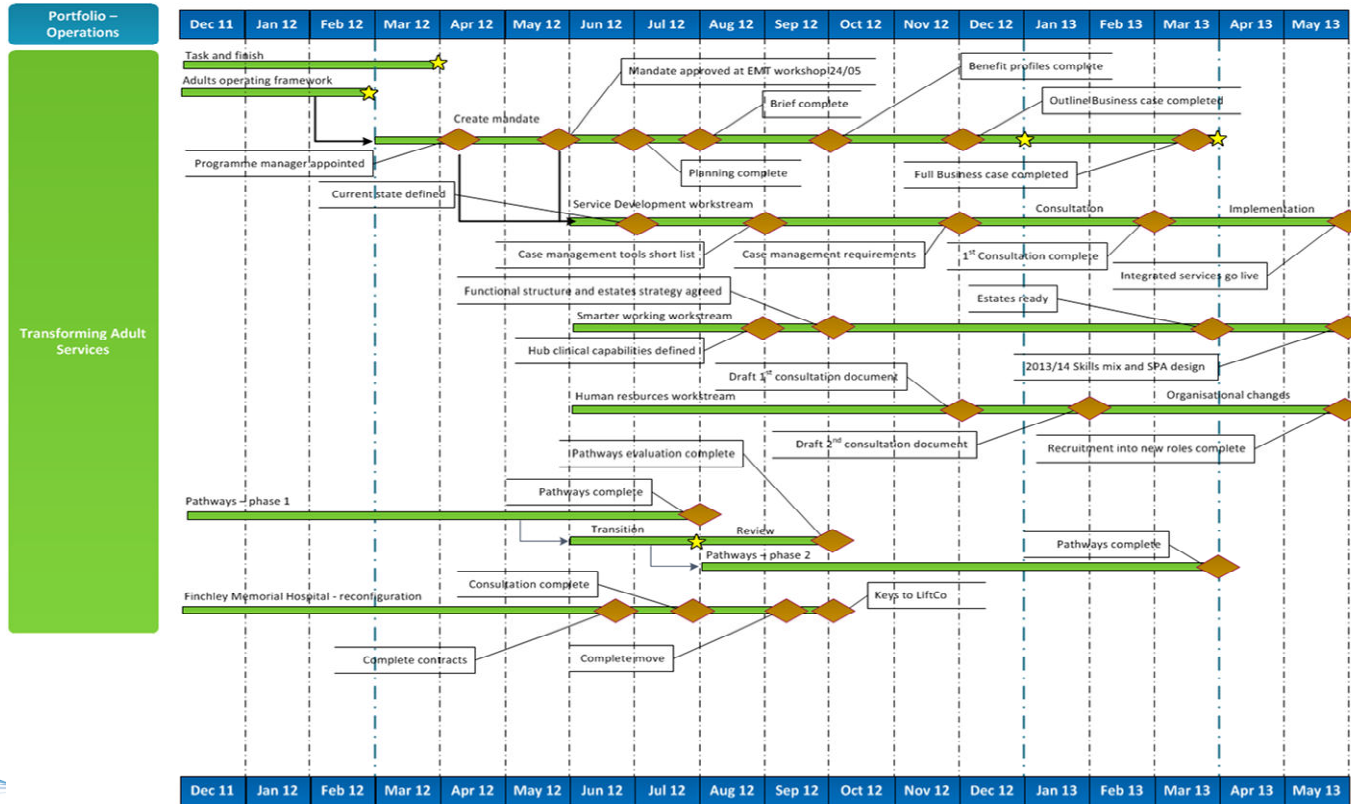 Portfolio –
Operations
Dec 11 Jan 12 Feb 12 Mar 12 Apr 12 May 12 Jun 12 Jul 12 Aug 12 Sep 12 Oct 12 Nov 12 Dec 12 Jan 13 Feb 13 Mar 13 Apr 13 May 13
Transforming Adult
Services
Task and finish
Adults operating framework
Mandate approved at EMT workshop 24/05
Benefit profiles complete
Brief complete
Outline Business case completed
Create mandate
Programme manager appointed
Planning complete
Full Business case completed
Current state defined
Service Development workstream
Consultation
Implementation
Case management tools short list
Case management requirements
1st Consultation complete
Integrated services go live
Functional structure and estates strategy agreed
Estates ready
Smarter working workstream
Hub clinical capabilities defined
2013/14 Skills mix and SPA design
Draft 1st consultation document
Human resources workstream
Organisational changes
Draft 2nd consultation document
Recruitment into new roles complete
Pathways evaluation complete
Pathways complete
Pathways – phase 1
Transition
Review
Pathways complete
Pathways – phase 2
Consultation complete
Finchley Memorial Hospital - reconfiguration
Keys to LiftCo
Complete contracts
Complete move
Dec 11 Jan 12 Feb 12 Mar 12 Apr 12 May 12 Jun 12 Jul 12 Aug 12 Sep 12 Oct 12 Nov 12 Dec 12 Jan 13 Feb 13 Mar 13 Apr 13 May 13